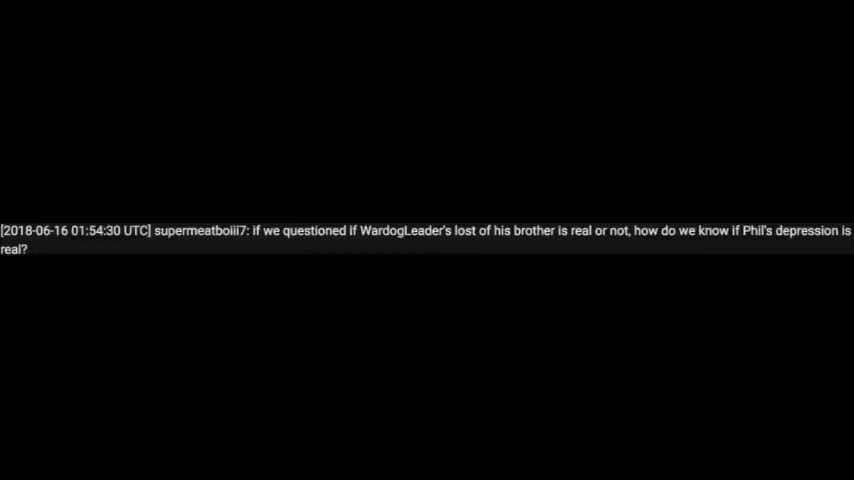 [2018-06-16 01:54:30 UTC] supermeatboiii7: if we questioned if WardogLeader's lost of his brother is real or not, how do we know if Phil's depression is
real?